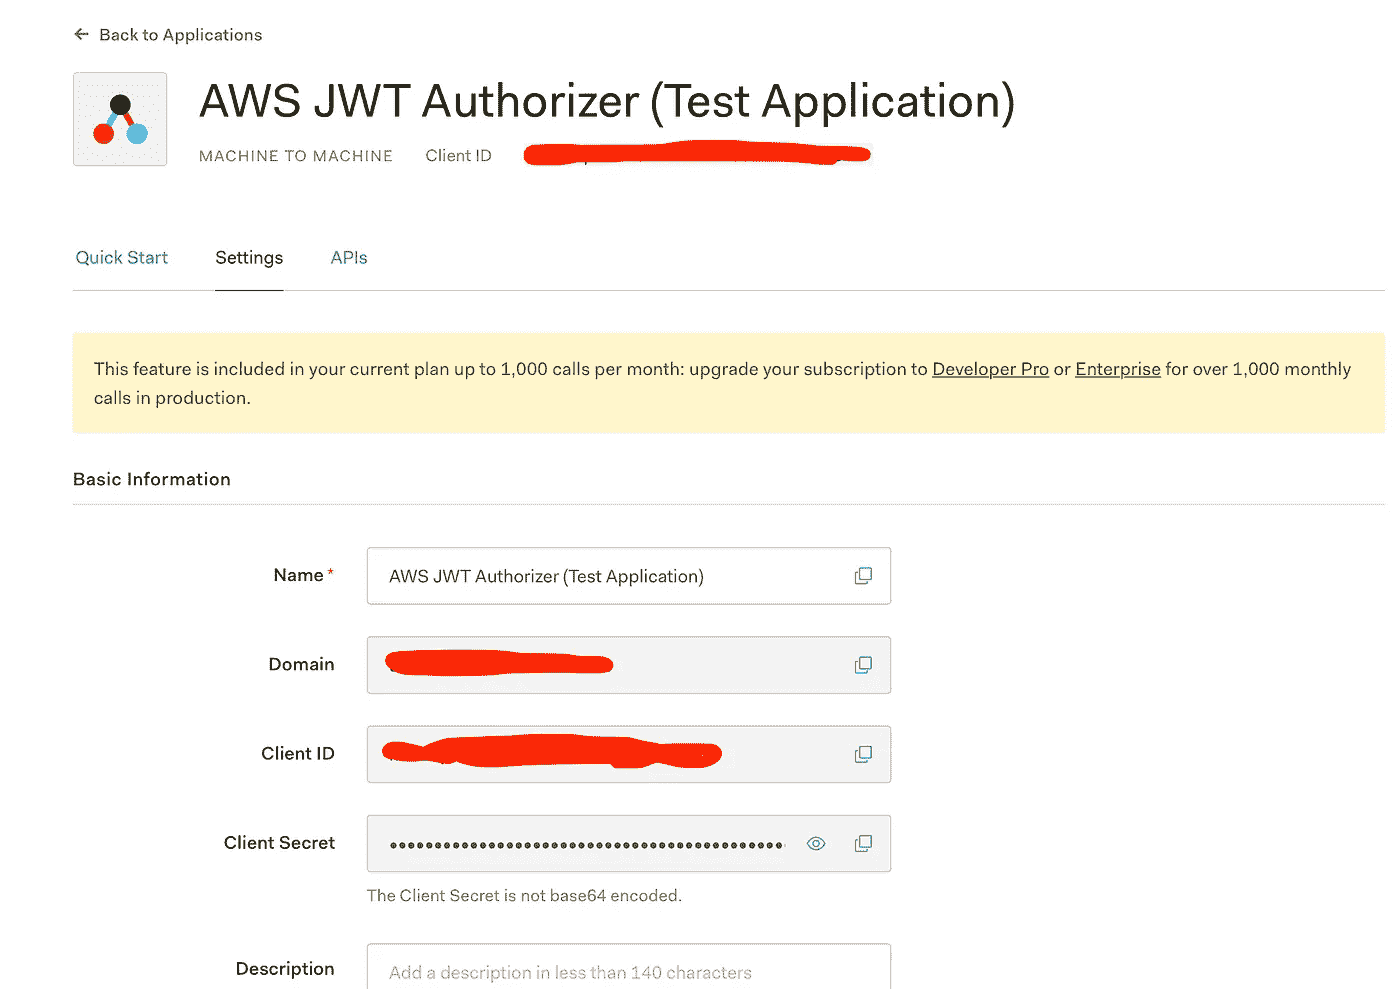 ← Back to Applications
AWS JWT Authorizer (Test Application)
MACHINE TO MACHINE Client ID
Quick Start Settings APIs
This feature is included in your current plan up to 1,000 calls per month: upgrade your subscription to Developer Pro or Enterprise for over 1,000 monthly
calls in production.
Basic Information
Name * AWS JWT Authorizer (Test Application)
Domain
Client ID
Client Secret ••••••••••••••••••••••••••••••••••••••••••••
The Client Secret is not base64 encoded.
Description Add a description in less than 140 characters